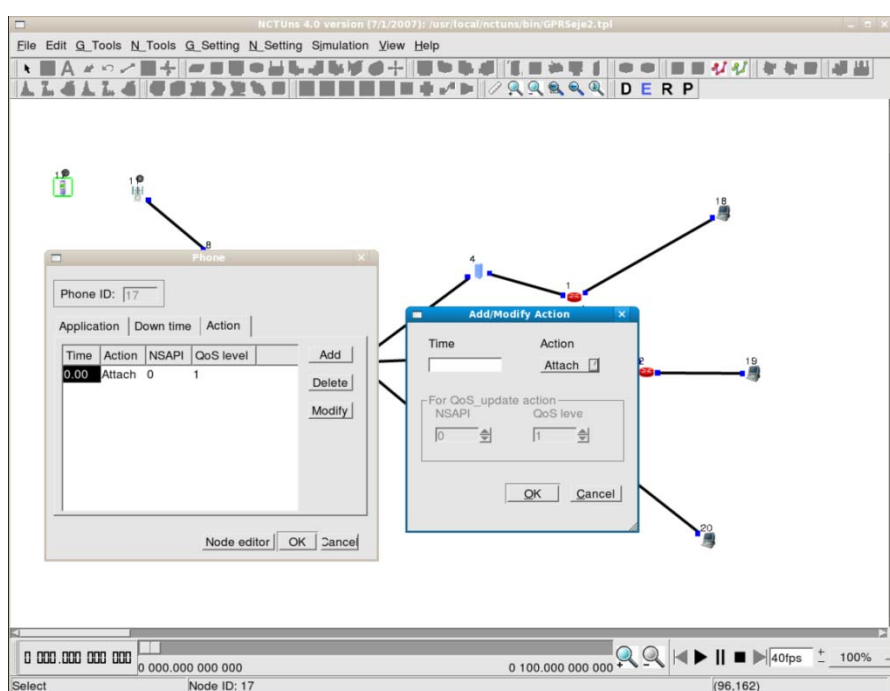 NCTUns 4.0 version (7/1/2007): /usr/local/nctuns/bin/GPRSeje2.tpl
File Edit G_Tools N_Tools G_Setting N_Setting Simulation View Help
A
D E R P
18
8
4
1
2
19
20
Phone
Phone ID: 17
Application Down time Action
Time Action NSAPI QoS level
0.00 Attach 0 1
Add
Delete
Modify
Node editor OK Cancel
Add/Modify Action
Time Action
Attach
For QoS_update action
NSAPI QoS leve
0 1
OK Cancel
0 000.000 000 000
0 000.000 000 000
0 100.000 000 000
40fps
100%
Select Node ID: 17 (96,162)